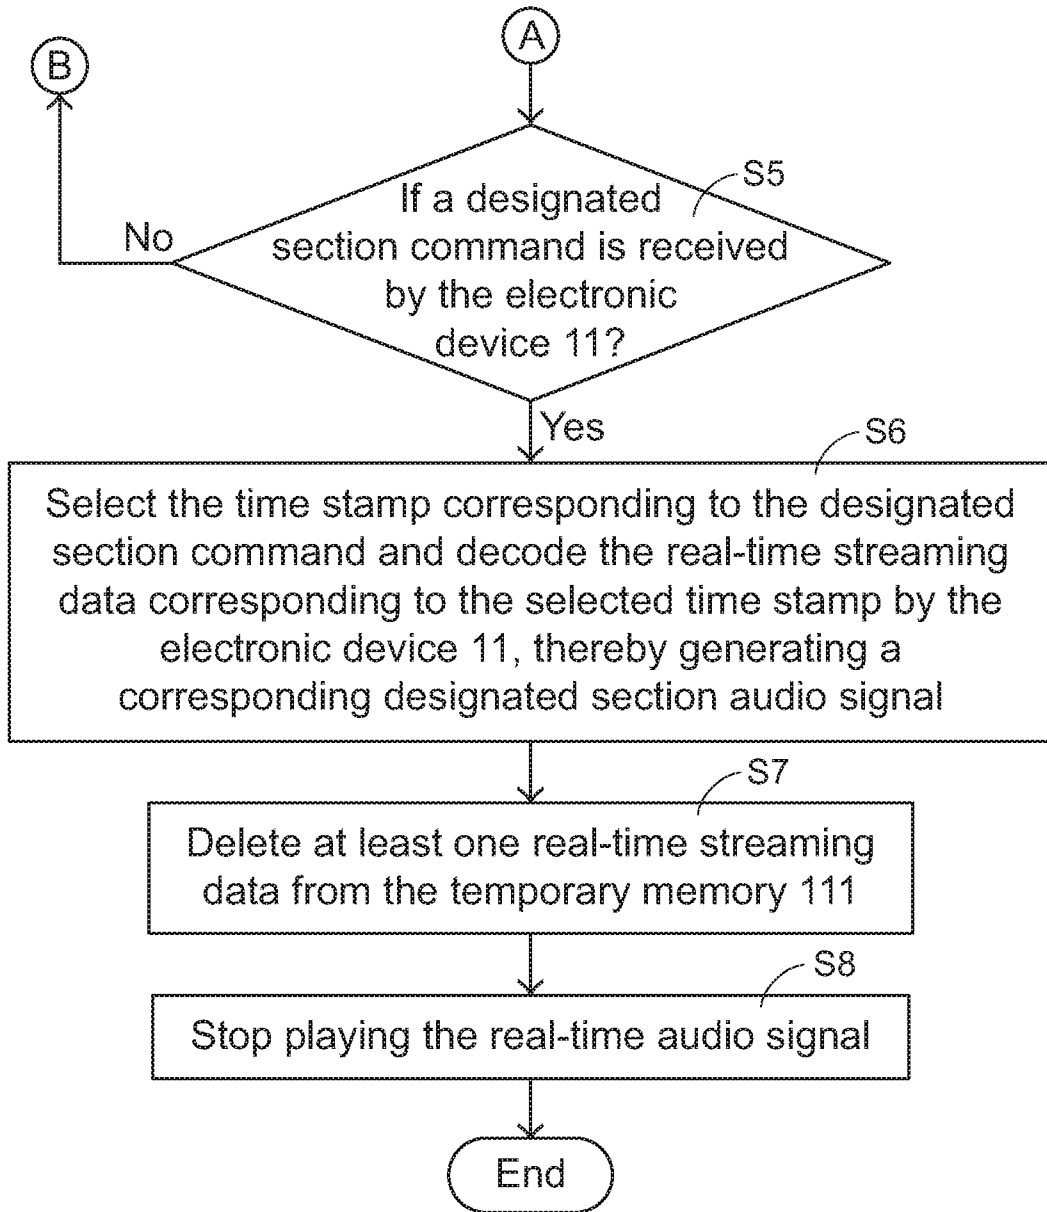 A
B
S5
If a designated
section command is received
by the electronic
device 11?
No
Yes
S6
Select the time stamp corresponding to the designated
section command and decode the real-time streaming
data corresponding to the selected time stamp by the
electronic device 11, thereby generating a
corresponding designated section audio signal
S7
Delete at least one real-time streaming
data from the temporary memory 111
S8
Stop playing the real-time audio signal
End